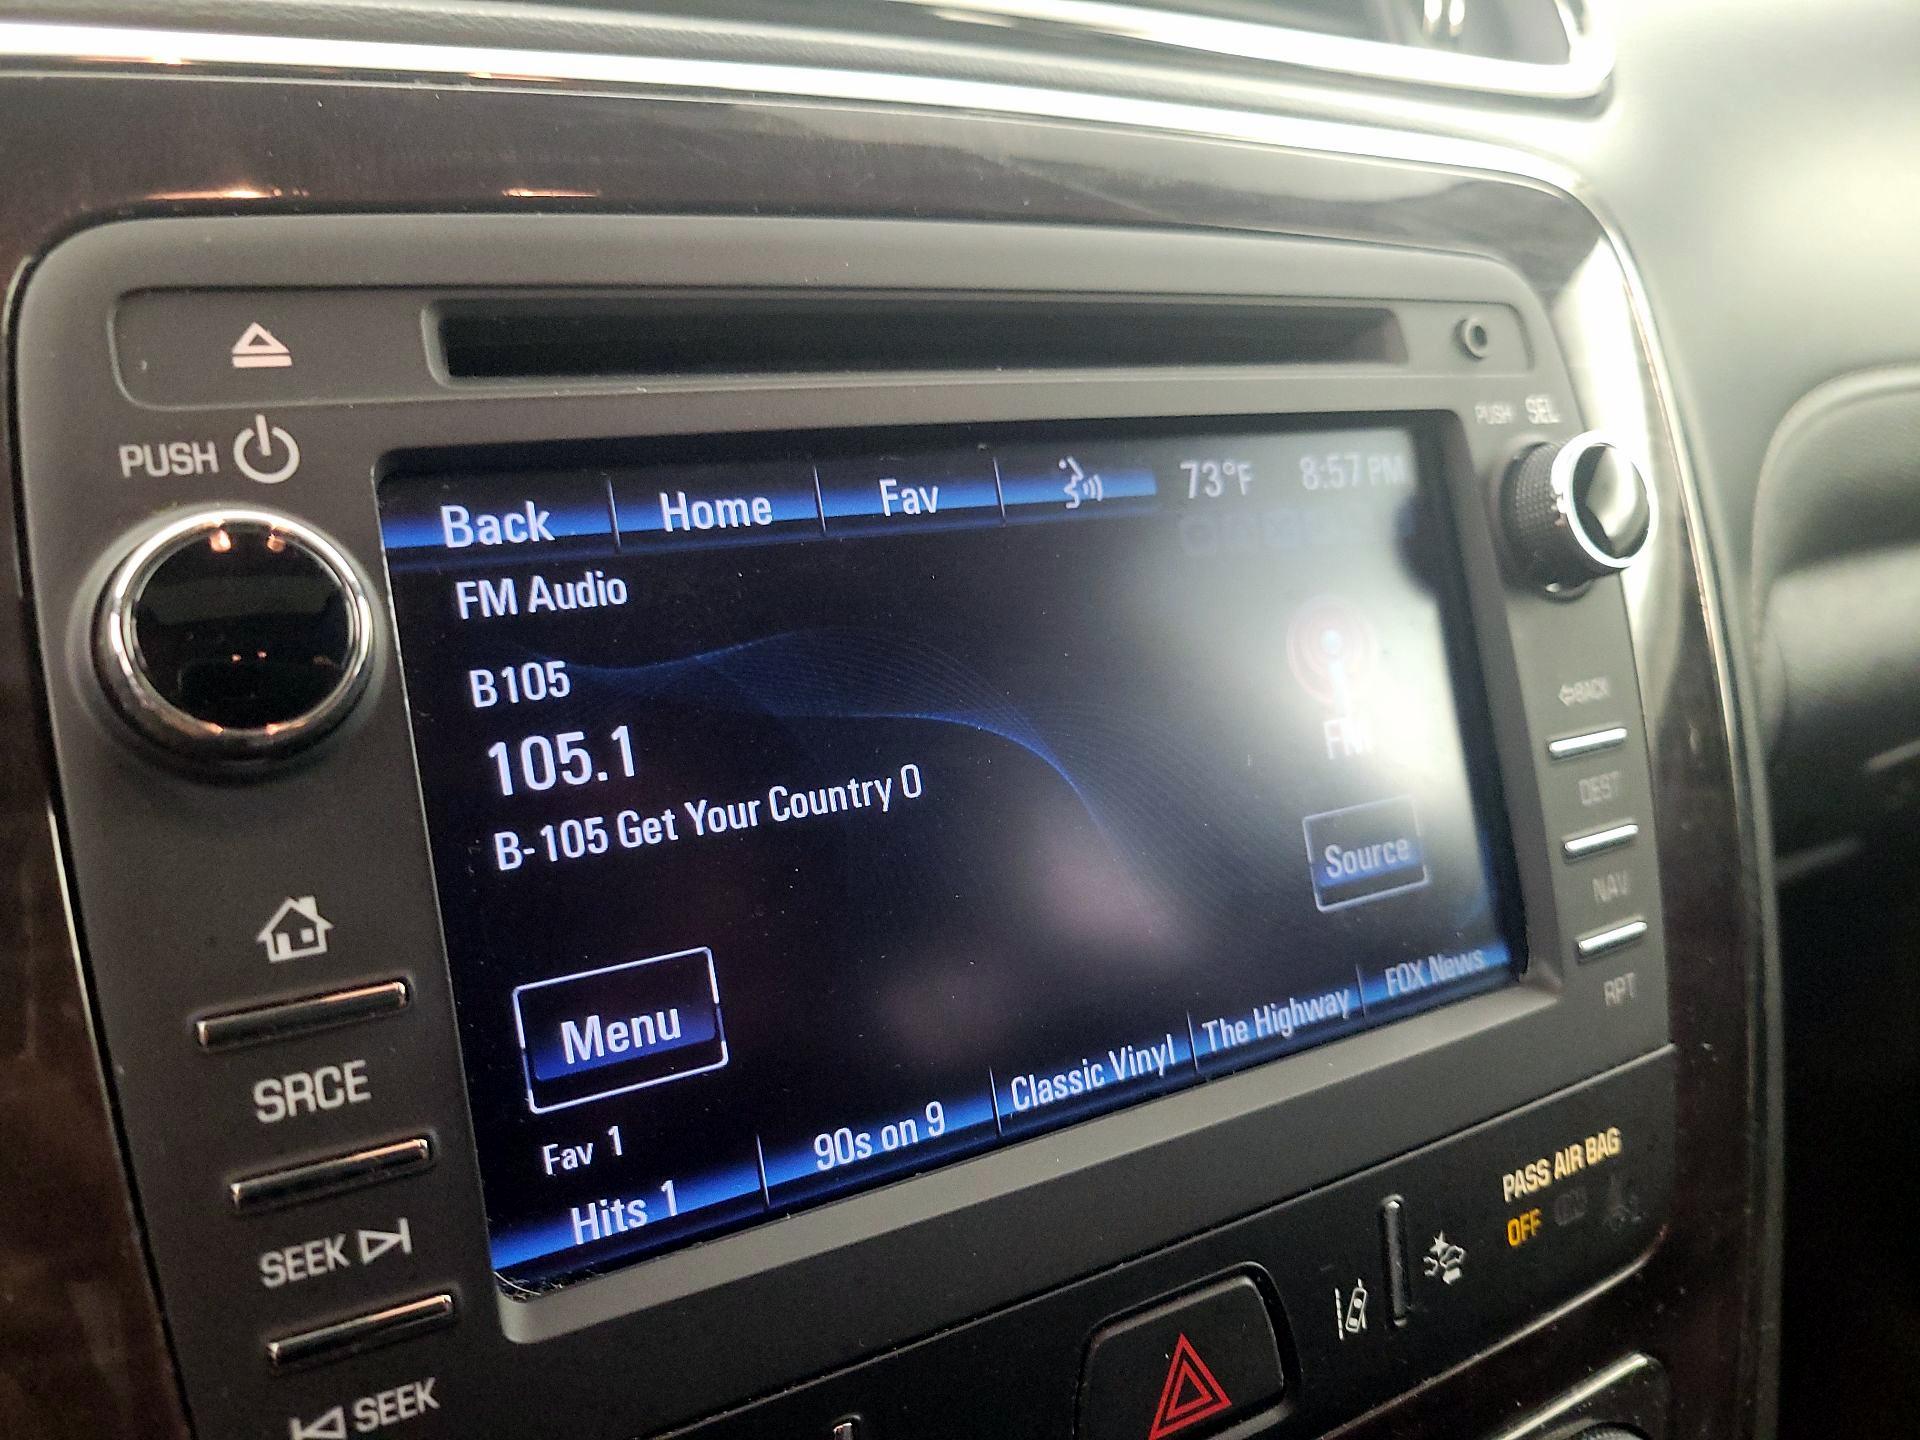 PUSH
PUSH SEL
Back Home Fav 73°F 8:57 PM
FM Audio
B105
105.1
B-105 Get Your Country O
FM
Source
Menu
Fav 1
Hits 1 90s on 9 Classic Vinyl The Highway FOX News
SRCE
SEEK
SEEK
BACK
DEST
NAV
RPT
PASS AIR BAG
OFF